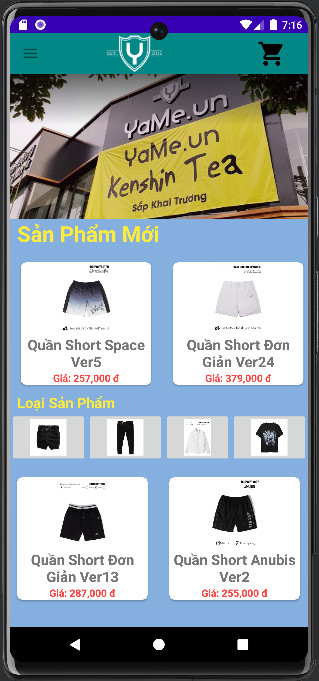 7:16
Y
YaMe.vn
YaMe.vn
Kenshin Tea
Sắp Khai Trương
Sản Phẩm Mới
Quần Short Space
Ver5
Giá: 257,000 đ
Quần Short Đơn
Giản Ver24
Giá: 379,000 đ
Loại Sản Phẩm
Quần Short Đơn
Giản Ver13
Giá: 287,000 đ
Quần Short Anubis
Ver2
Giá: 255,000 đ